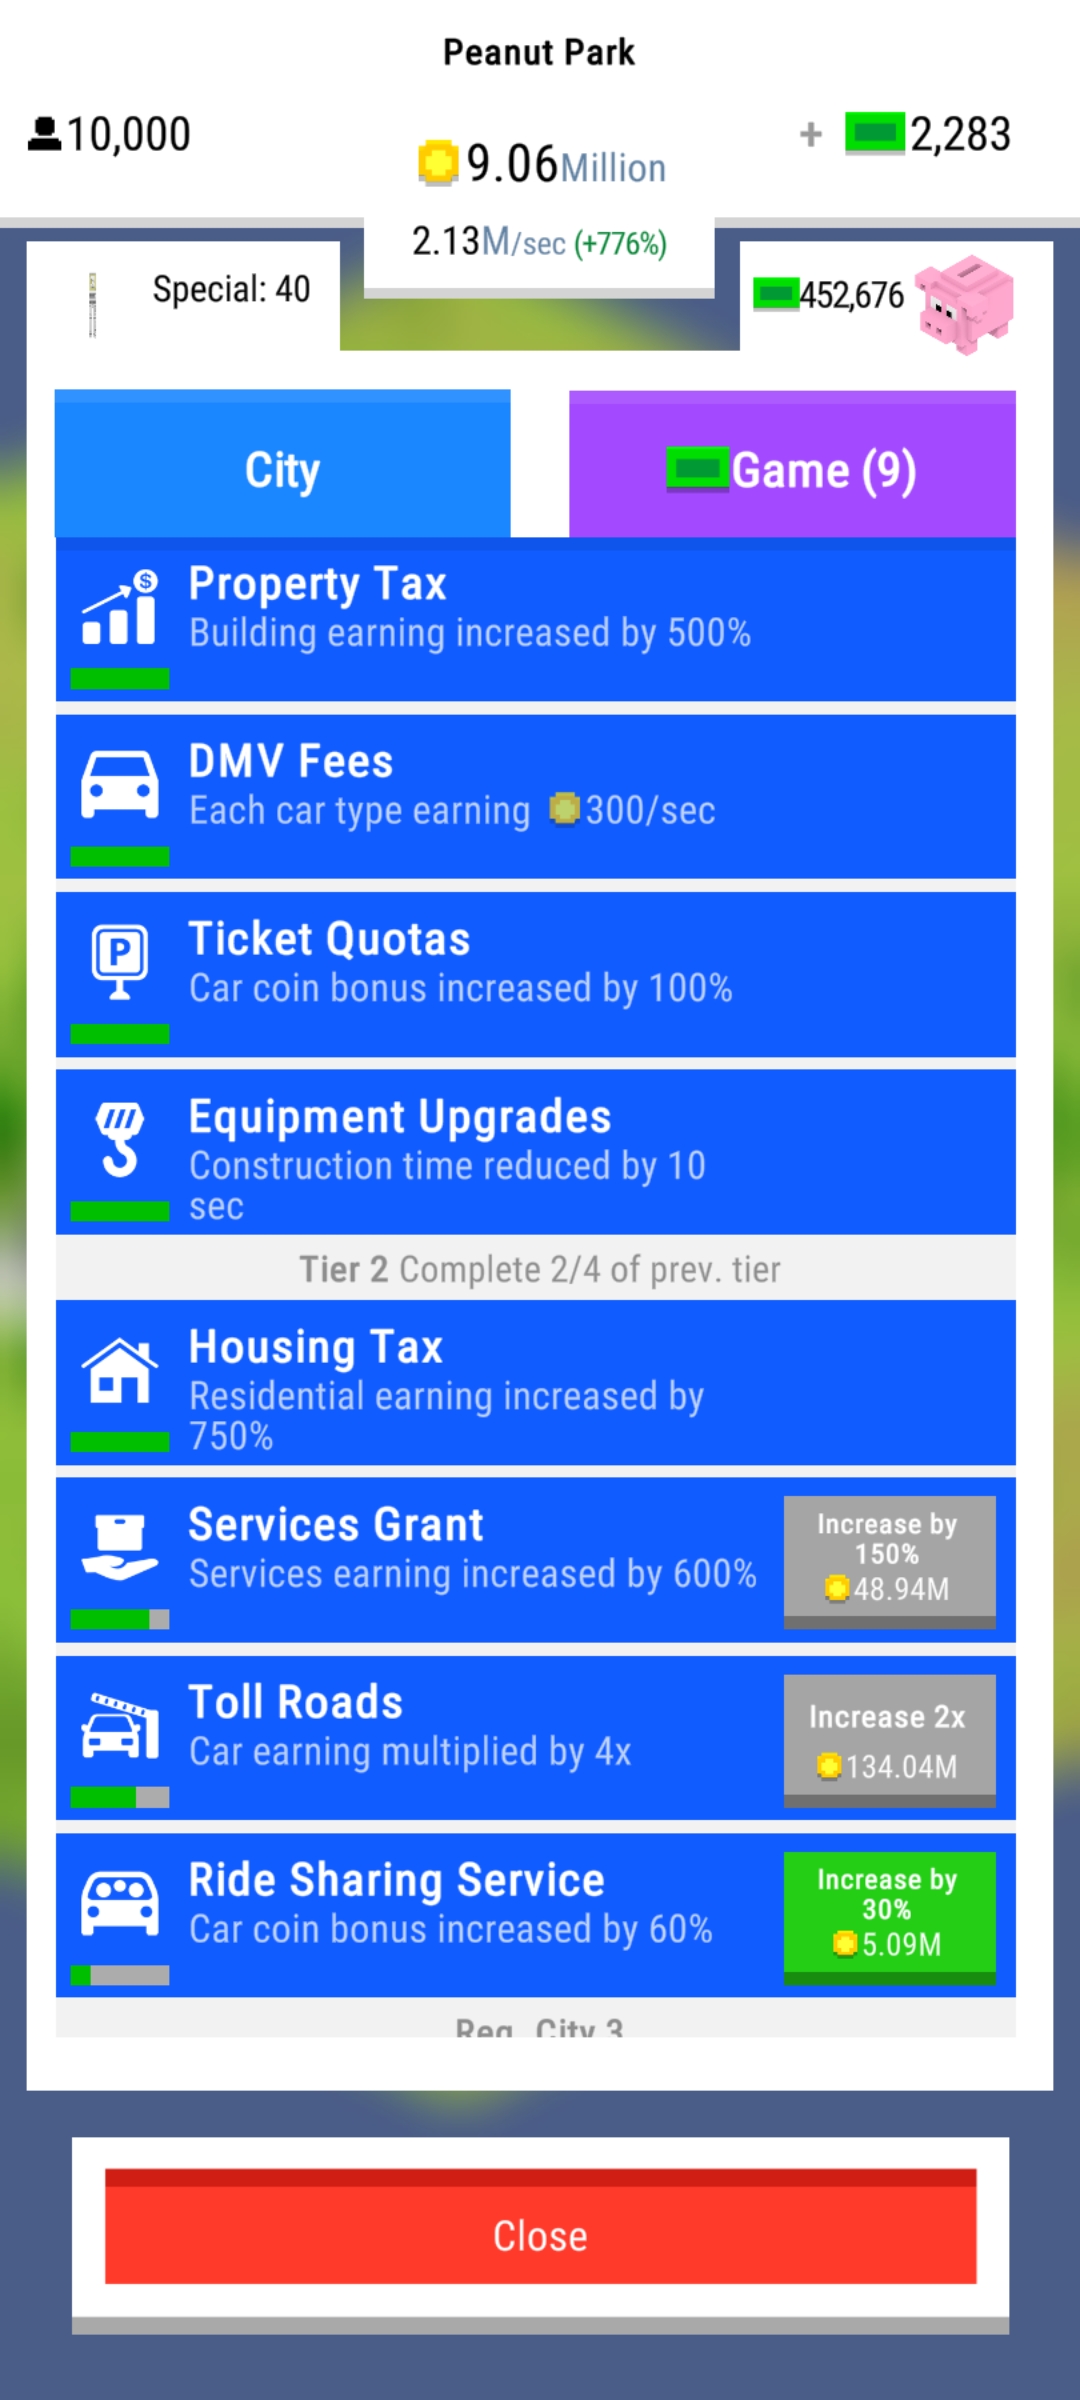 Peanut Park
10,000
9.06Million
+ 2,283
2.13M/sec (+776%)
Special: 40
452,676
City
Game (9)
Property Tax
Building earning increased by 500%
DMV Fees
Each car type earning 300/sec
P
Ticket Quotas
Car coin bonus increased by 100%
Equipment Upgrades
Construction time reduced by 10
sec
Tier 2 Complete 2/4 of prev. tier
Housing Tax
Residential earning increased by
750%
Services Grant
Services earning increased by 600%
Increase by
150%
48.94M
Toll Roads
Car earning multiplied by 4x
Increase 2x
134.04M
Ride Sharing Service
Car coin bonus increased by 60%
Increase by
30%
5.09M
Req. City 3
Close